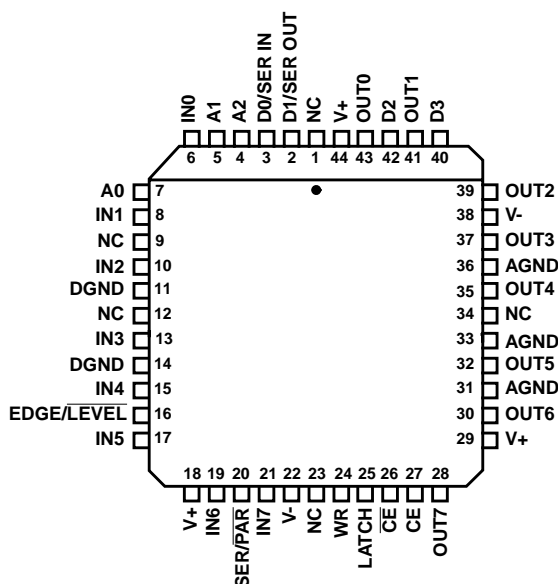 IN0
A1
A2
D0/SER IN
D1/SER OUT
NC
V+
OUT0
D2
OUT1
D3
6
5
4
3
2
1
44
43
42
41
40
A0 7
IN1 8
NC 9
IN2 10
DGND 11
NC 12
IN3 13
DGND 14
IN4 15
EDGE/LEVEL 16
IN5 17
39 OUT2
38 V-
37 OUT3
36 AGND
35 OUT4
34 NC
33 AGND
32 OUT5
31 AGND
30 OUT6
29 V+
18
19
20
21
22
23
24
25
26
27
28
V+
IN6
SER/PAR
IN7
V-
NC
WR
LATCH
CE
CE
OUT7